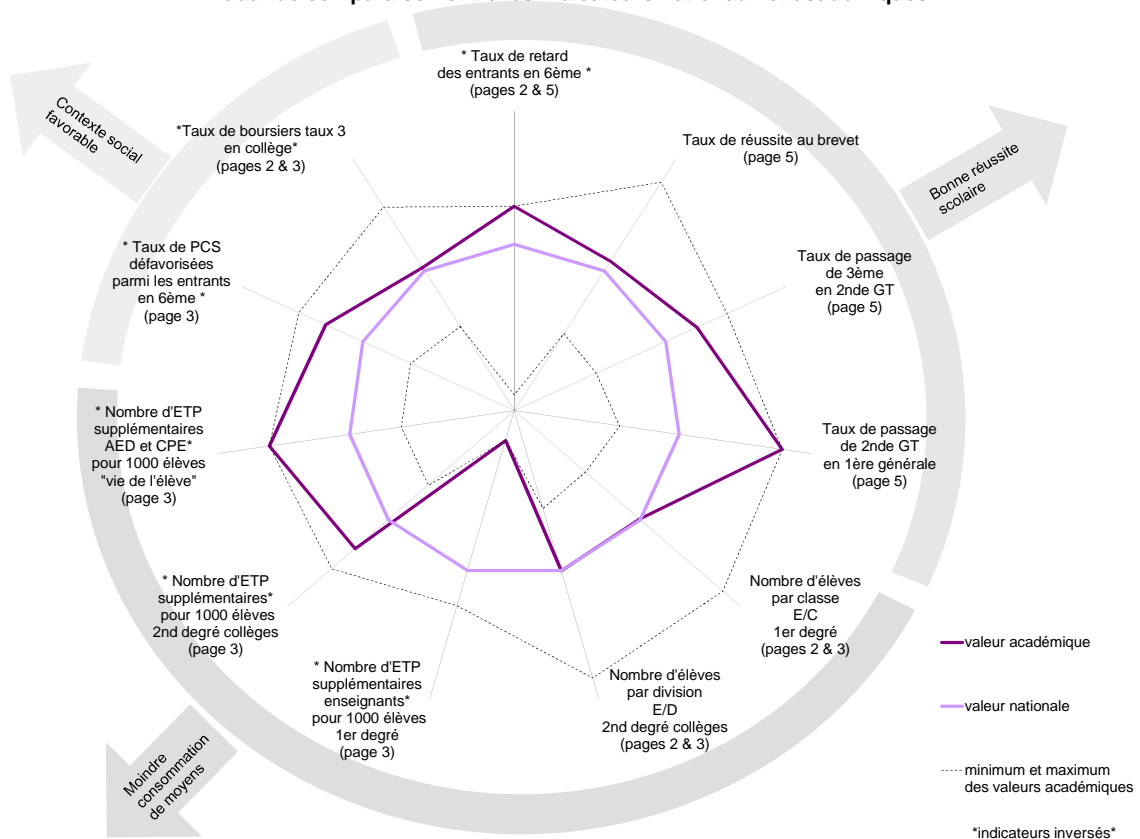 * Taux de retard
des entrants en 6ème *
(pages 2 & 5)
Taux de réussite au brevet
(page 5)
Taux de passage
de 3ème
en 2nde GT
(page 5)
Taux de passage
de 2nde GT
en 1ère générale
(page 5)
Nombre d'élèves
par classe
E/C
1er degré
(pages 2 & 3)
Nombre d'élèves
par division
E/D
2nd degré collèges
(pages 2 & 3)
* Nombre d'ETP
supplémentaires
enseignants*
pour 1000 élèves
1er degré
(page 3)
* Nombre d'ETP
supplémentaires*
pour 1000 élèves
2nd degré collèges
(page 3)
* Nombre d'ETP
supplémentaires
AED et CPE*
pour 1000 élèves
"vie de l'élève"
(page 3)
* Taux de PCS
défavorisées
parmi les entrants
en 6ème *
(page 3)
*Taux de boursiers taux 3
en collège*
(pages 2 & 3)
Contexte social
favorable
Bonne réussite
scolaire
Moindre
consommation
de moyens
valeur académique
valeur nationale
minimum et maximum
des valeurs académiques
*indicateurs inversés*